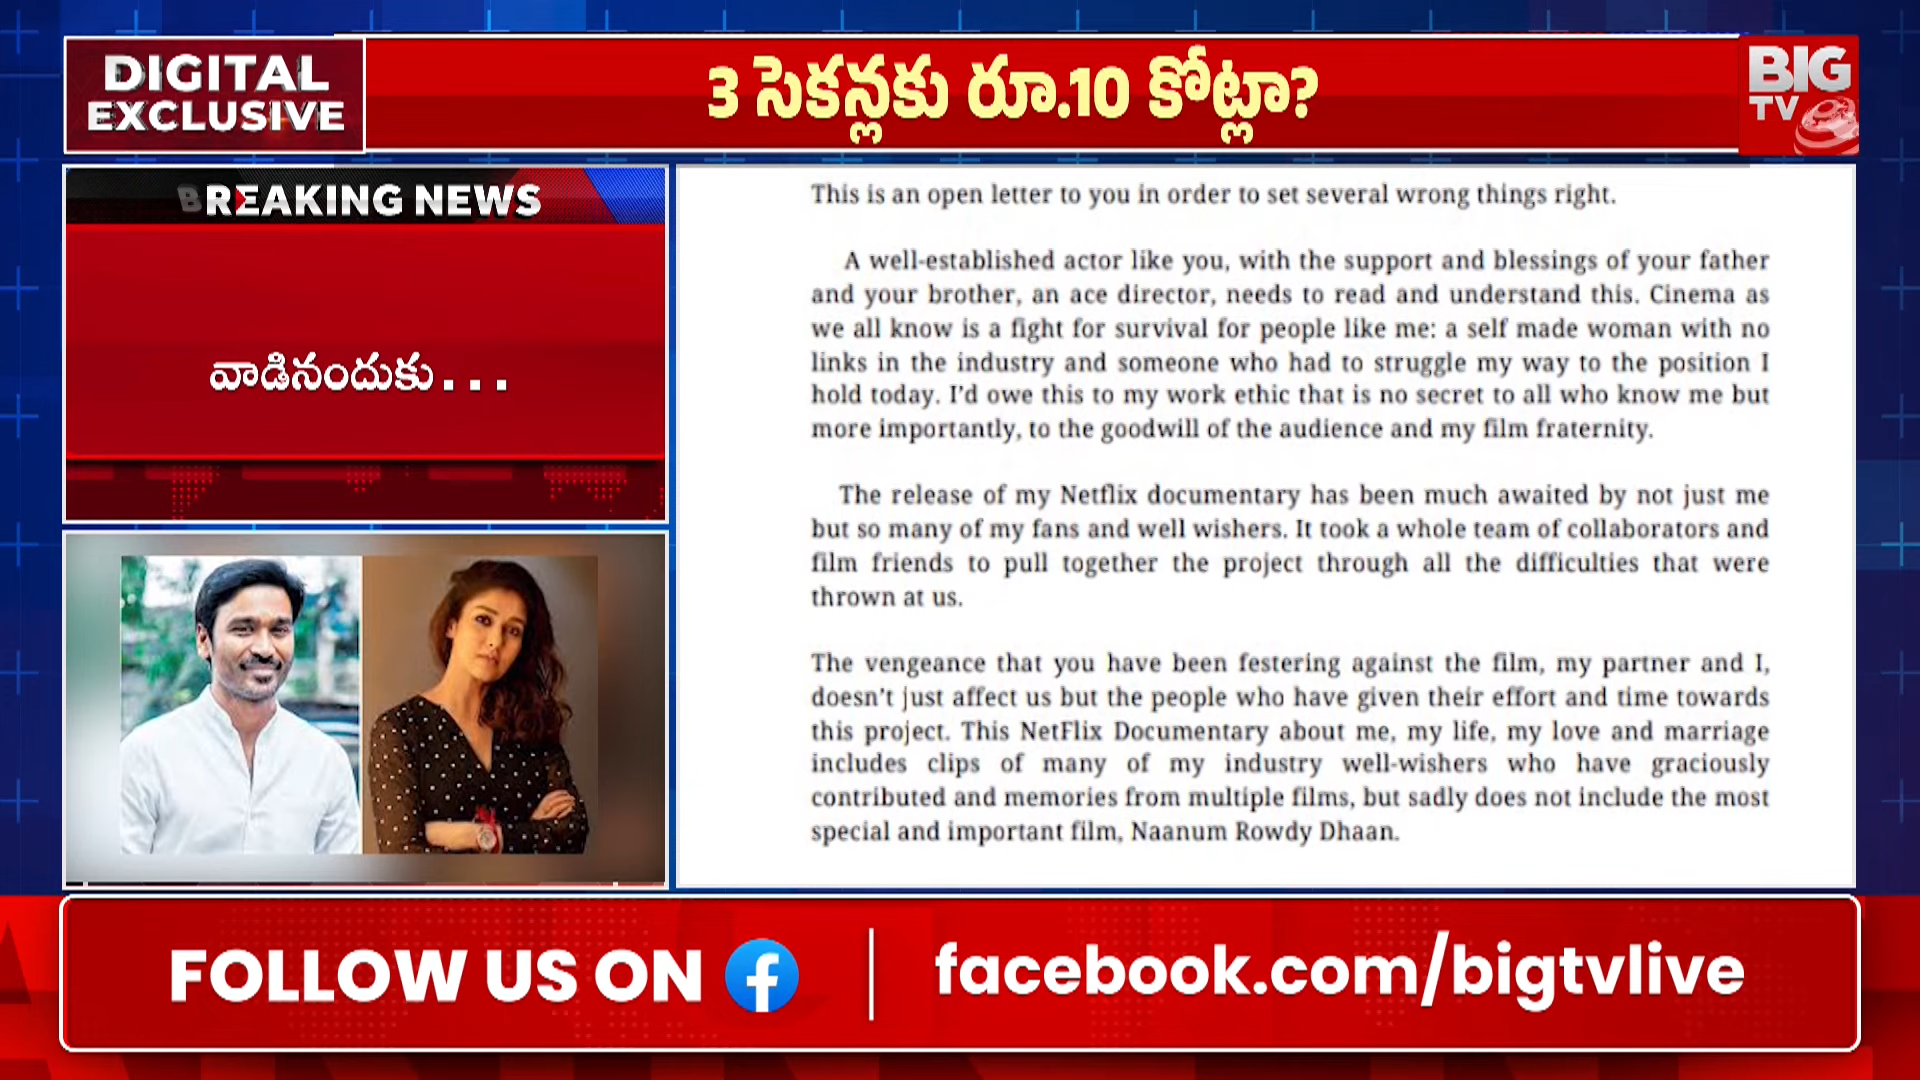 DIGITAL
EXCLUSIVE
3 సెకన్లకు రూ.10 కోట్లా?
BIG
TV
BREAKING NEWS
వాడినందుకు...
This is an open letter to you in order to set several wrong things right.
A well-established actor like you, with the support and blessings of your father
and your brother, an ace director, needs to read and understand this. Cinema as
we all know is a fight for survival for people like me: a self made woman with no
links in the industry and someone who had to struggle my way to the position I
hold today. I'd owe this to my work ethic that is no secret to all who know me but
more importantly, to the goodwill of the audience and my film fraternity.
The release of my Netflix documentary has been much awaited by not just me
but so many of my fans and well wishers. It took a whole team of collaborators and
film friends to pull together the project through all the difficulties that were
thrown at us.
The vengeance that you have been festering against the film, my partner and I,
doesn't just affect us but the people who have given their effort and time towards
this project. This NetFlix Documentary about me, my life, my love and marriage
includes clips of many of my industry well-wishers who have graciously
contributed and memories from multiple films, but sadly does not include the most
special and important film, Naanum Rowdy Dhaan.
FOLLOW US ON
facebook.com/bigtvlive